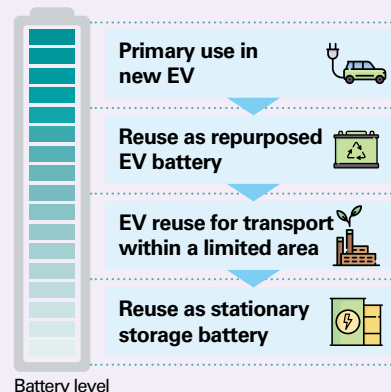 Primary use in
new EV
Reuse as repurposed
EV battery
EV reuse for transport
within a limited area
Reuse as stationary
storage battery
Battery level